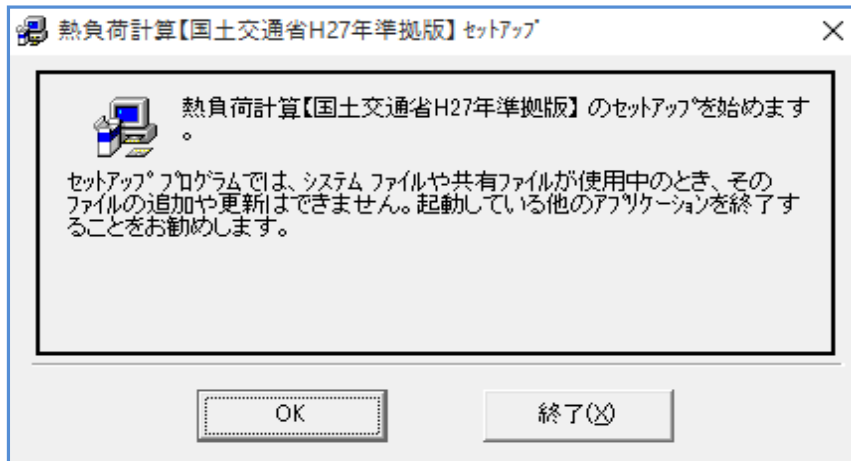 熱負荷計算【国土交通省H27年準拠版】 ｾｯﾄｱｯﾌﾟ
熱負荷計算【国土交通省H27年準拠版】 のｾｯﾄｱｯﾌﾟを始めます
。
ｾｯﾄｱｯﾌﾟ ﾌﾟﾛｸﾞﾗﾑでは、ｼｽﾃﾑ ﾌｧｲﾙや共有ﾌｧｲﾙが使用中のとき、その
ﾌｧｲﾙの追加や更新はできません。起動している他のｱﾌﾟﾘｹｰｼｮﾝを終了す
ることをお勧めします。
OK
終了(X)